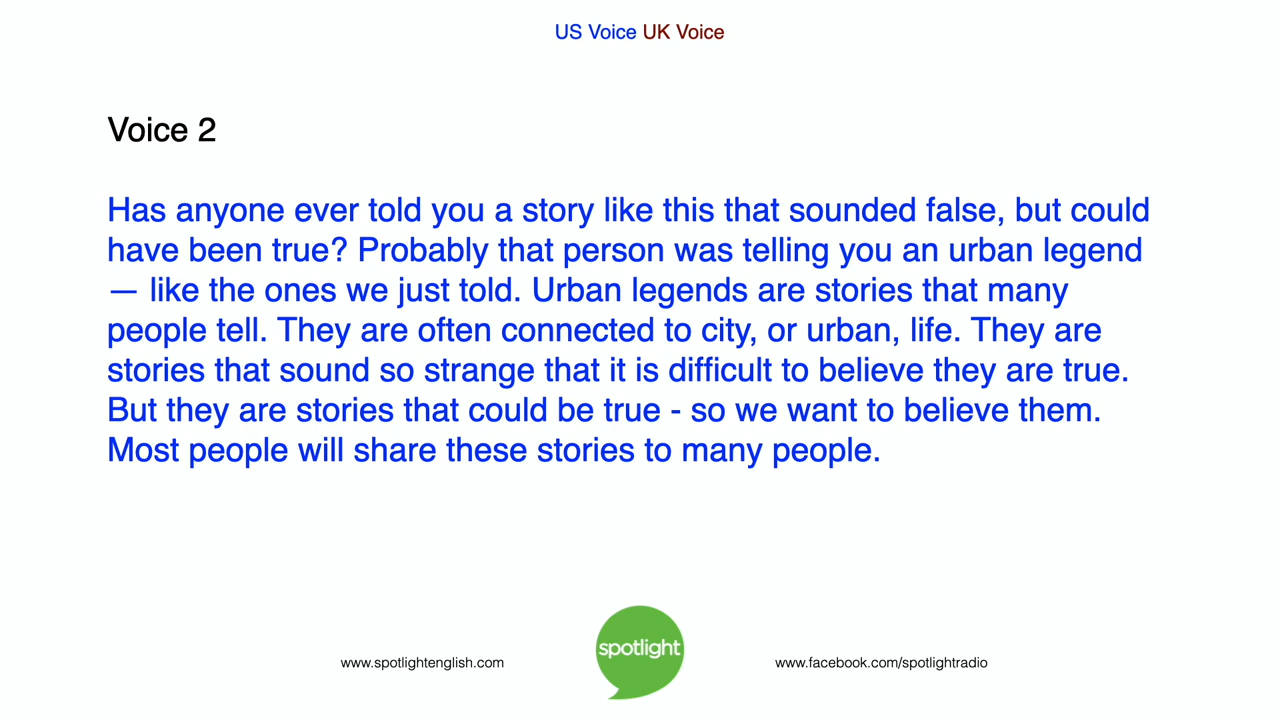 US Voice UK Voice
Voice 2
Has anyone ever told you a story like this that sounded false, but could
have been true? Probably that person was telling you an urban legend
— like the ones we just told. Urban legends are stories that many
people tell. They are often connected to city, or urban, life. They are
stories that sound so strange that it is difficult to believe they are true.
But they are stories that could be true - so we want to believe them.
Most people will share these stories to many people.
spotlight
www.spotlightenglish.com
www.facebook.com/spotlightradio